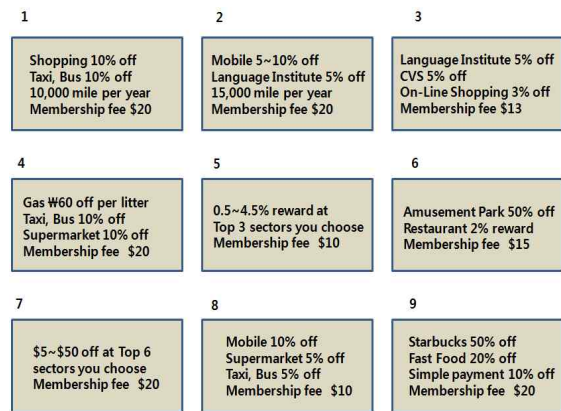 1
Shopping 10% off
Taxi, Bus 10% off
10,000 mile per year
Membership fee $20
2
Mobile 5~10% off
Language Institute 5% off
15,000 mile per year
Membership fee $20
3
Language Institute 5% off
CVS 5% off
On-Line Shopping 3% off
Membership fee $13
4
Gas ₩60 off per litter
Taxi, Bus 10% off
Supermarket 10% off
Membership fee $20
5
0.5~4.5% reward at
Top 3 sectors you choose
Membership fee $10
6
Amusement Park 50% off
Restaurant 2% reward
Membership fee $15
7
$5~$50 off at Top 6
sectors you choose
Membership fee $20
8
Mobile 10% off
Supermarket 5% off
Taxi, Bus 5% off
Membership fee $10
9
Starbucks 50% off
Fast Food 20% off
Simple payment 10% off
Membership fee $20